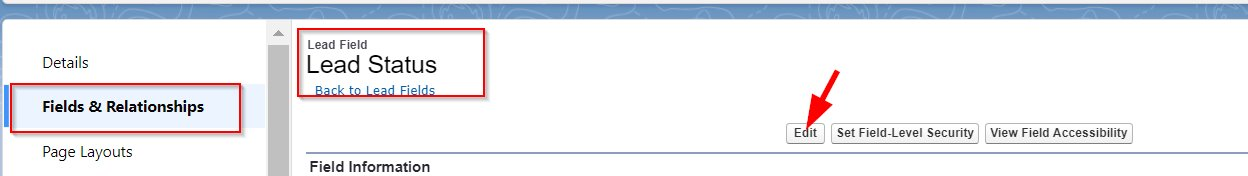 Details
Fields & Relationships
Page Layouts
Lead Field
Lead Status
Back to Lead Fields
Edit
Set Field-Level Security
View Field Accessibility
Field Information